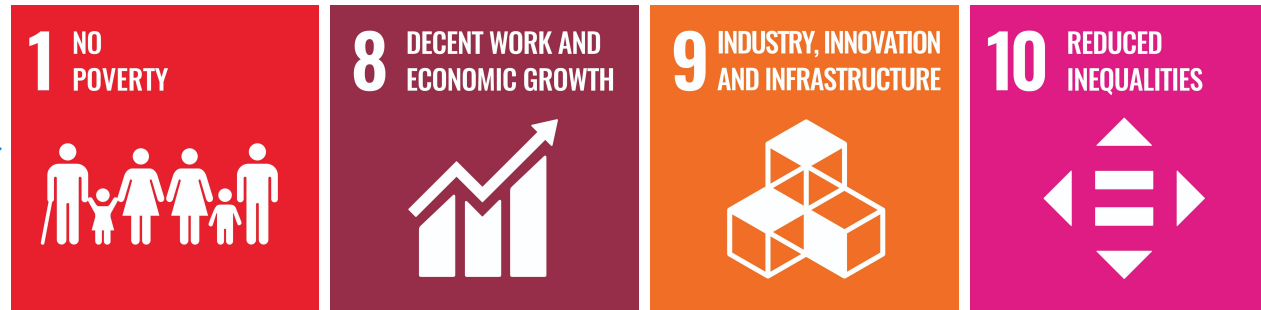 1 NO
POVERTY
8 DECENT WORK AND
ECONOMIC GROWTH
9 INDUSTRY, INNOVATION
AND INFRASTRUCTURE
10 REDUCED
INEQUALITIES